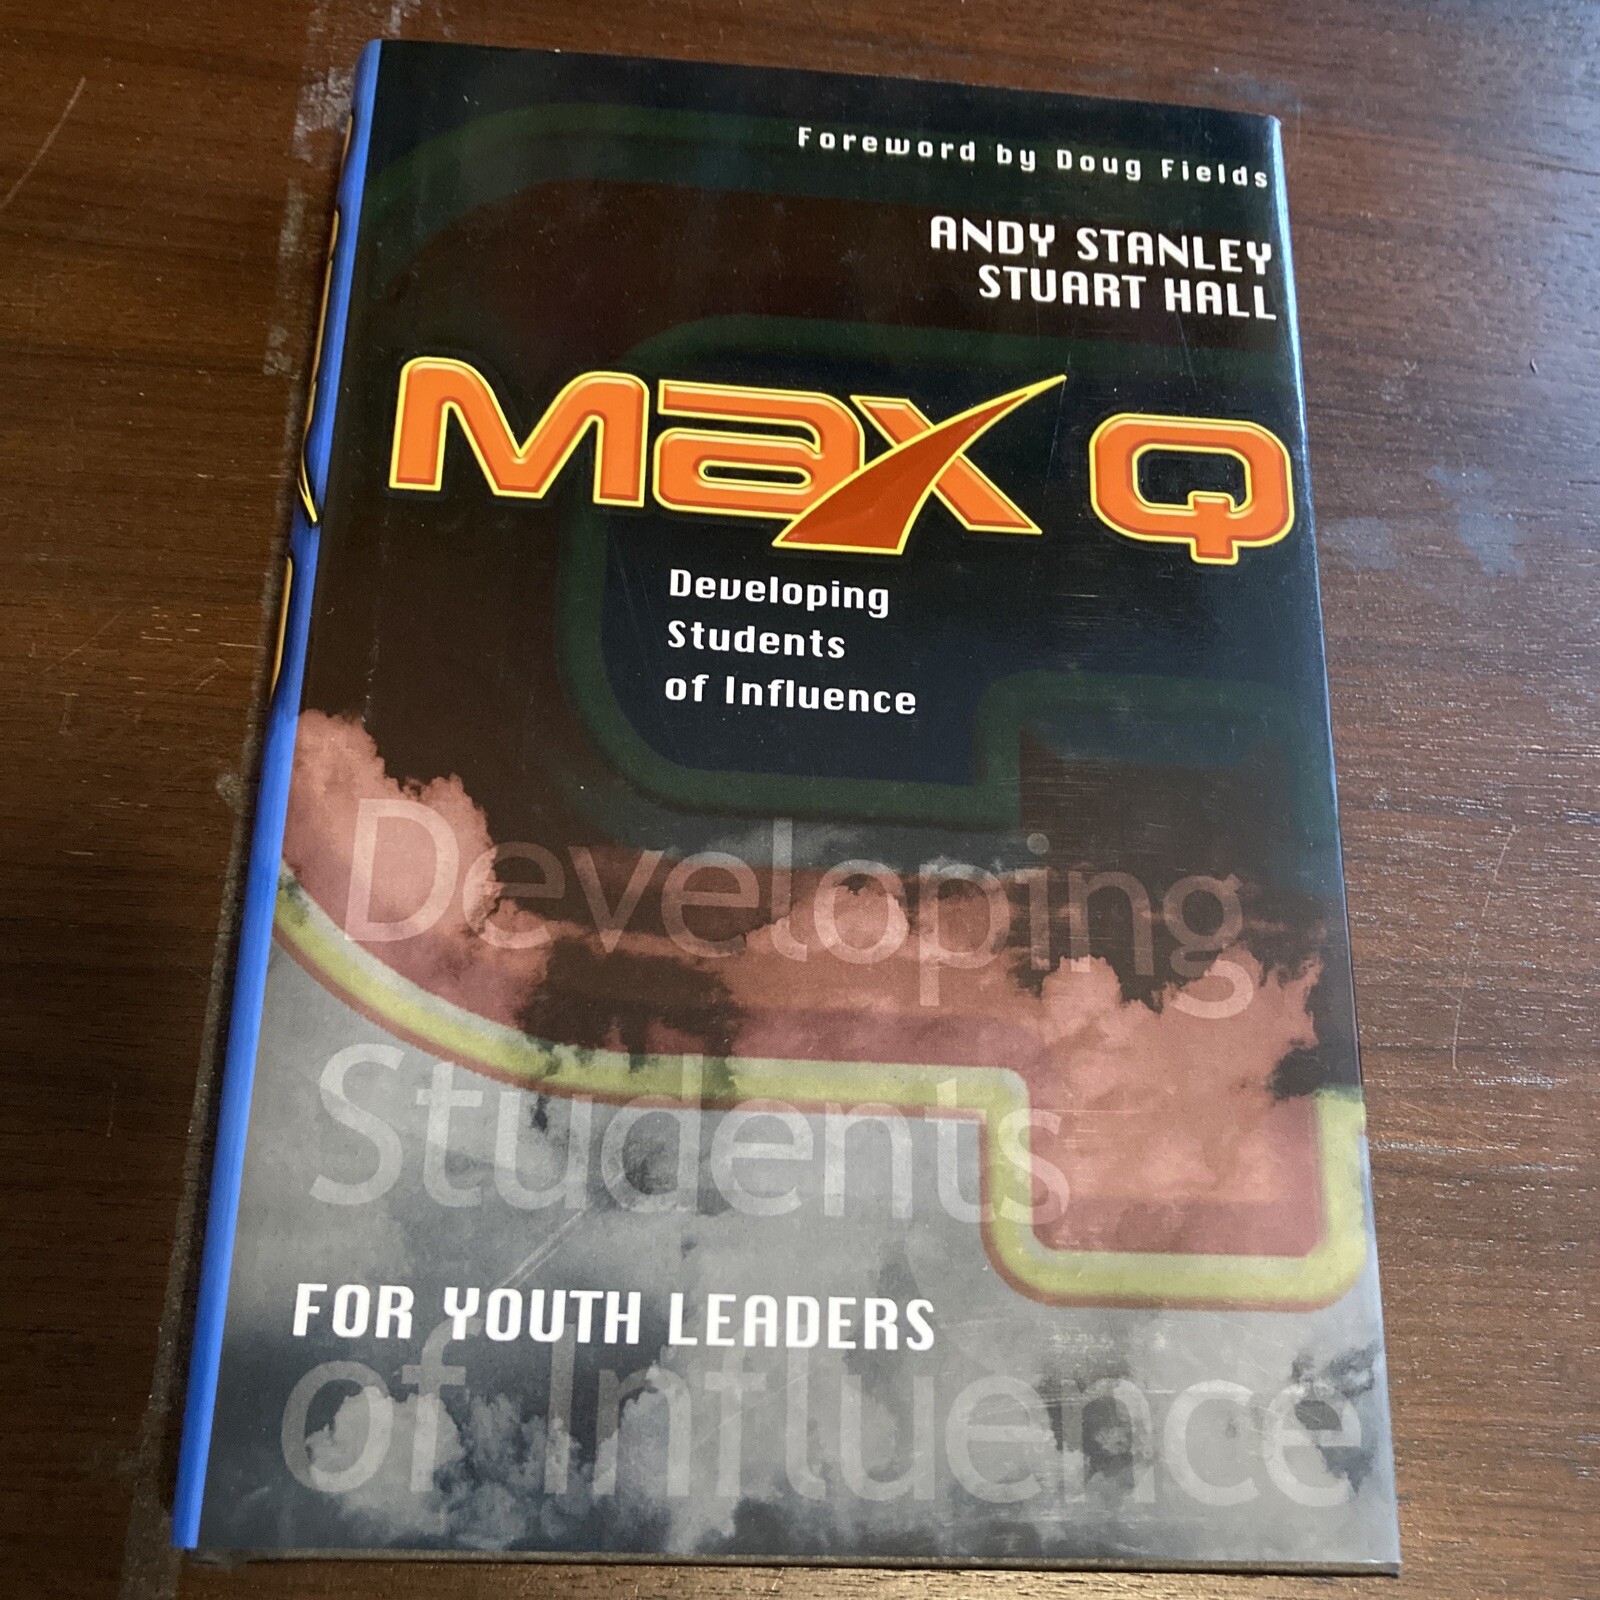 Foreword by Doug Fields
ANDY STANLEY
STUART HALL
Max Q
Developing
Students
of Influence
Developing
Students
FOR YOUTH LEADERS
of Influence